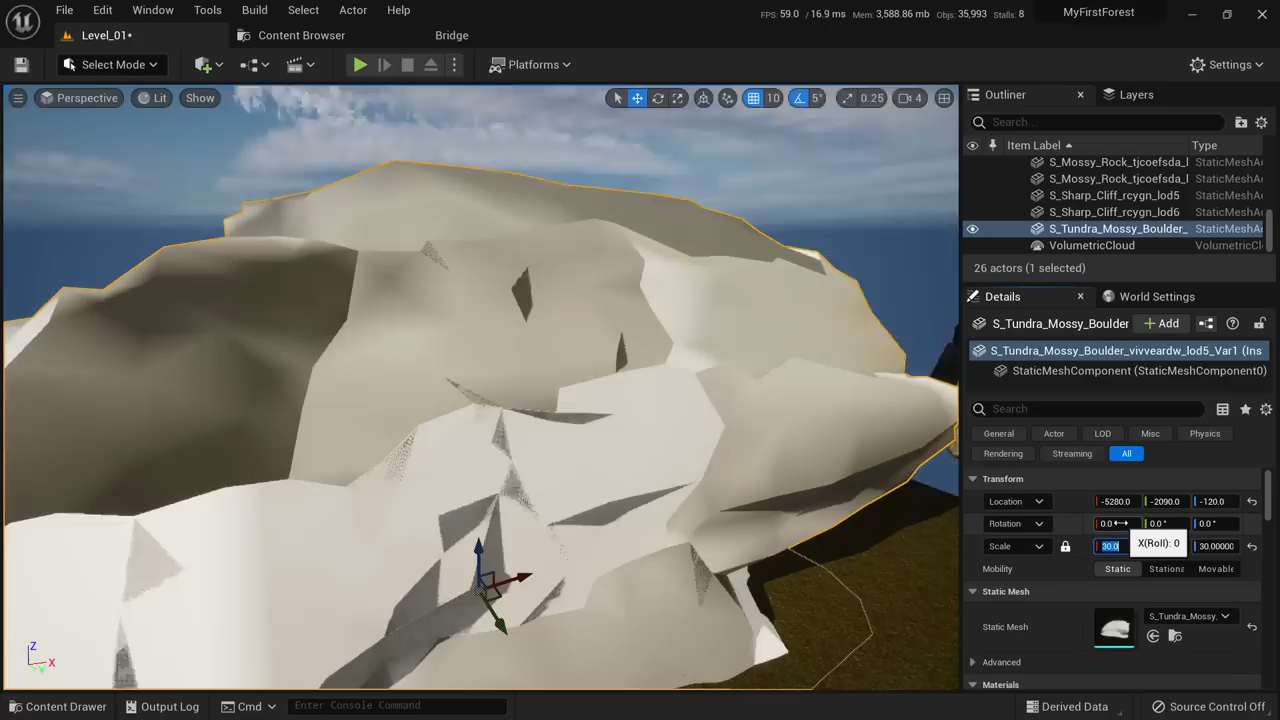 File Edit Window Tools Build Select Actor Help
FPS: 59.0 / 16.9 ms Mem: 3,588.86 mb Objs: 35,993 Stalls: 8
MyFirstForest
Level_01•
Content Browser
Bridge
Select Mode
Platforms
Settings
Perspective
Lit
Show
10
5°
0.25
4
Outliner
Layers
Search...
Item Label
Type
S_Mossy_Rock_tjcoefsda_l StaticMeshAc
S_Mossy_Rock_tjcoefsda_l StaticMeshAc
S_Sharp_Cliff_rcygn_lod5 StaticMeshAc
S_Sharp_Cliff_rcygn_lod6 StaticMeshAc
S_Tundra_Mossy_Boulder_ StaticMeshAc
VolumetricCloud VolumetricCl
26 actors (1 selected)
Details
World Settings
S_Tundra_Mossy_Boulder
Add
S_Tundra_Mossy_Boulder_vivveardw_lod5_Var1 (Ins
StaticMeshComponent (StaticMeshComponent0)
Search
General Actor LOD Misc Physics
Rendering Streaming All
Transform
Location -5280.0 -2090.0 -120.0
Rotation 0.0 0.0 ° 0.0 °
X(Roll): 0
Scale 30.0 30.00000
Mobility Static Stationa Movable
Static Mesh
Static Mesh S_Tundra_Mossy_
Advanced
Materials
Z
X
Y
Content Drawer
Output Log
Cmd
Enter Console Command
Derived Data
Source Control Off